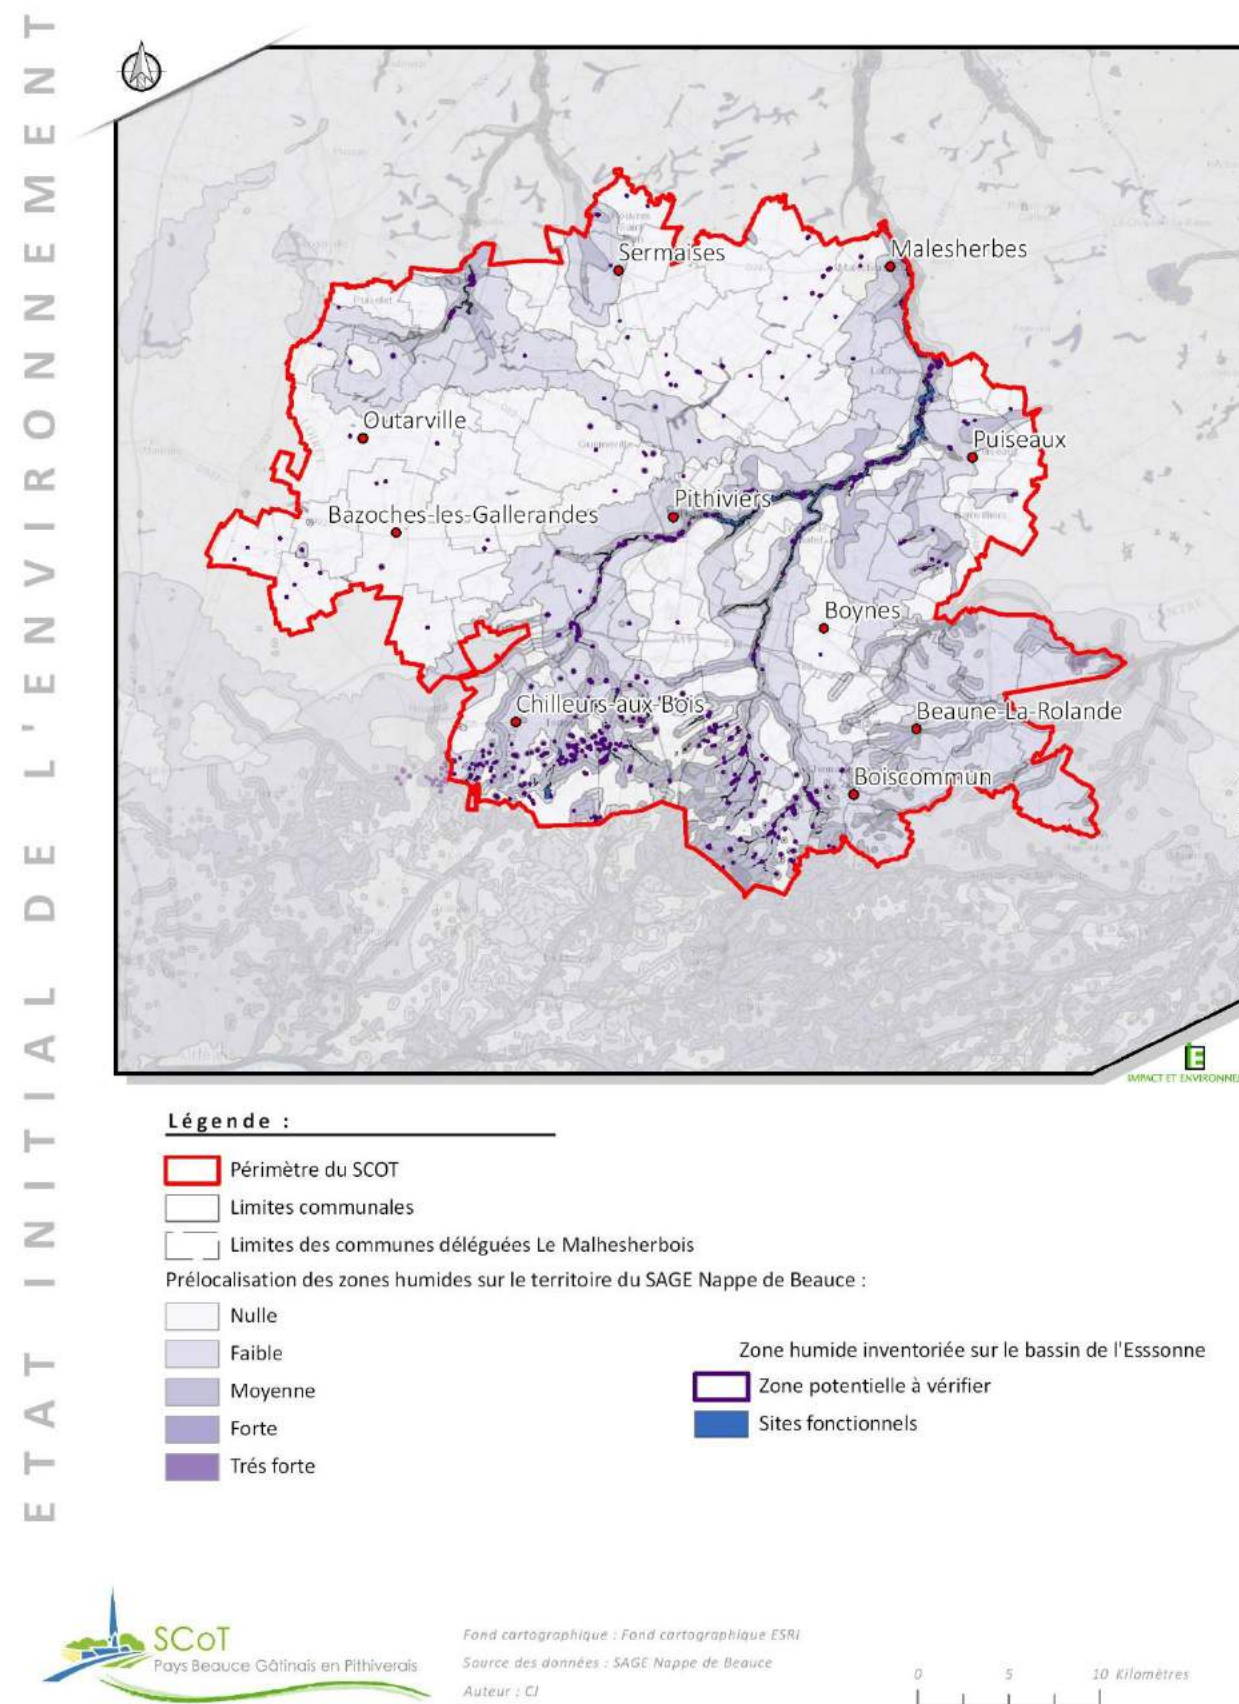 ETAT INITIAL DE L'ENVIRONNEMENT
Sermaises
Malesherbes
Outarville
Puiseaux
Pithiviers
Bazoches-les-Gallerandes
Boynes
Chilleurs-aux-Bois
Beaune-La-Rolande
Boiscommun
Orléans
IMPACT ET ENVIRONNE
Légende :
Périmètre du SCOT
Limites communales
Limites des communes déléguées Le Malhesherbois
Prélocalisation des zones humides sur le territoire du SAGE Nappe de Beauce :
Nulle
Faible
Moyenne
Forte
Trés forte
Zone humide inventoriée sur le bassin de l'Esssonne
Zone potentielle à vérifier
Sites fonctionnels
SCoT
Pays Beauce Gâtinais en Pithiverais
Fond cartographique : Fond cartographique ESRI
Source des données : SAGE Nappe de Beauce
Auteur : CJ
0 5 10 Kilomètres